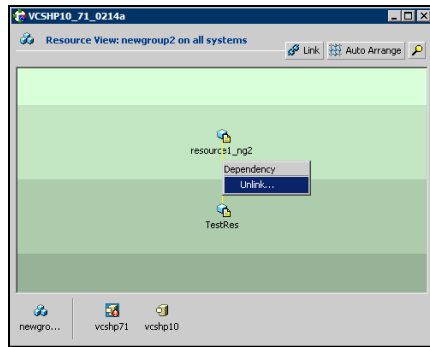 VCSHP10_71_0214a
Resource View: newgroup2 on all systems
Link
Auto Arrange
resource1_ng2
Dependency
Unlink...
TestRes
newgro...
vcshp71
vcshp10